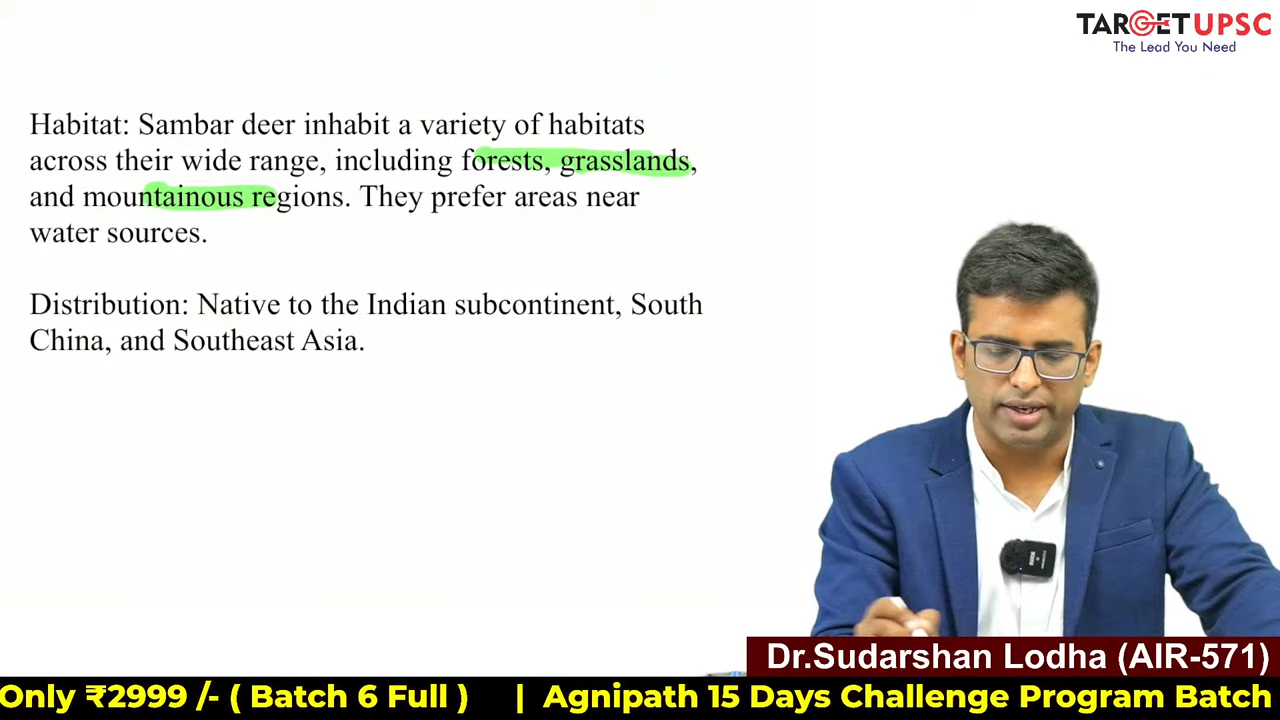 TARGETUPSC
The Lead You Need
Habitat: Sambar deer inhabit a variety of habitats
across their wide range, including forests, grasslands,
and mountainous regions. They prefer areas near
water sources.
Distribution: Native to the Indian subcontinent, South
China, and Southeast Asia.
Dr.Sudarshan Lodha (AIR-571)
Only ₹2999 /- ( Batch 6 Full ) | Agnipath 15 Days Challenge Program Batch